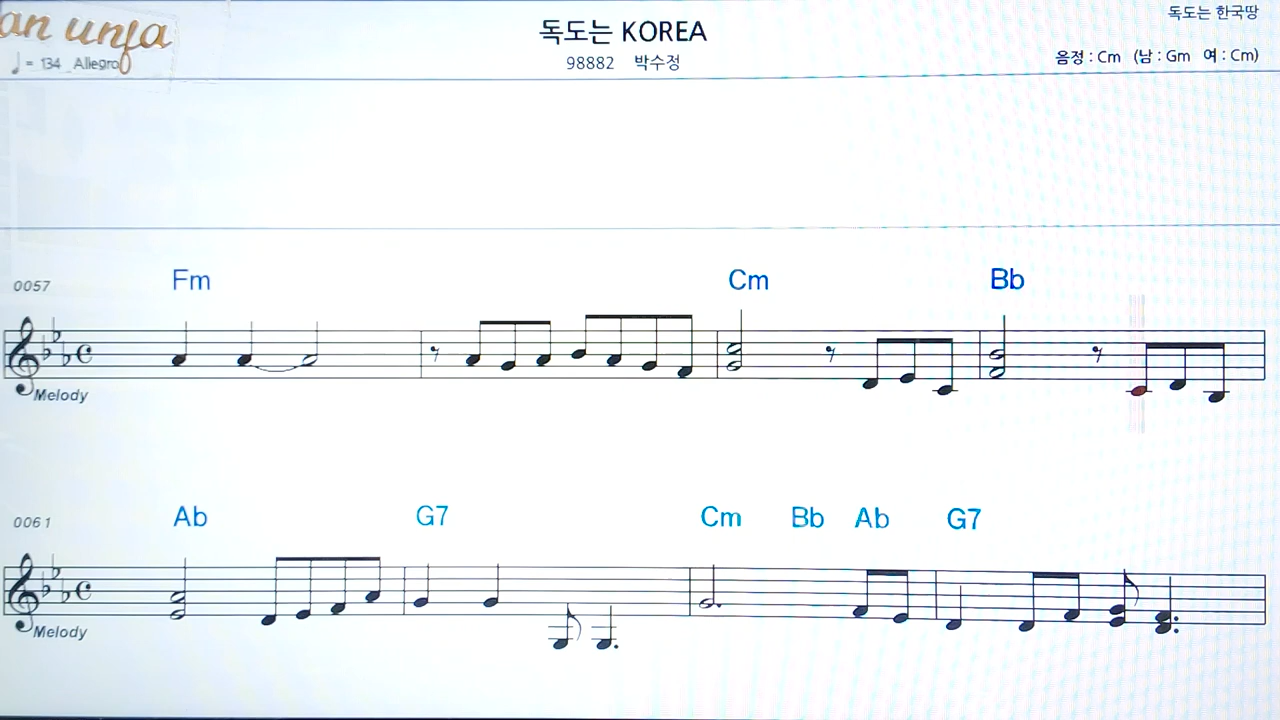 an unfa
♩ = 134 Allegro
독도는 KOREA
98882 박수정
독도는 한국땅
음정 : Cm (남 : Gm 여 : Cm)
0057
Fm Cm Bb
Melody
0061
Ab G7 Cm Bb Ab G7
Melody